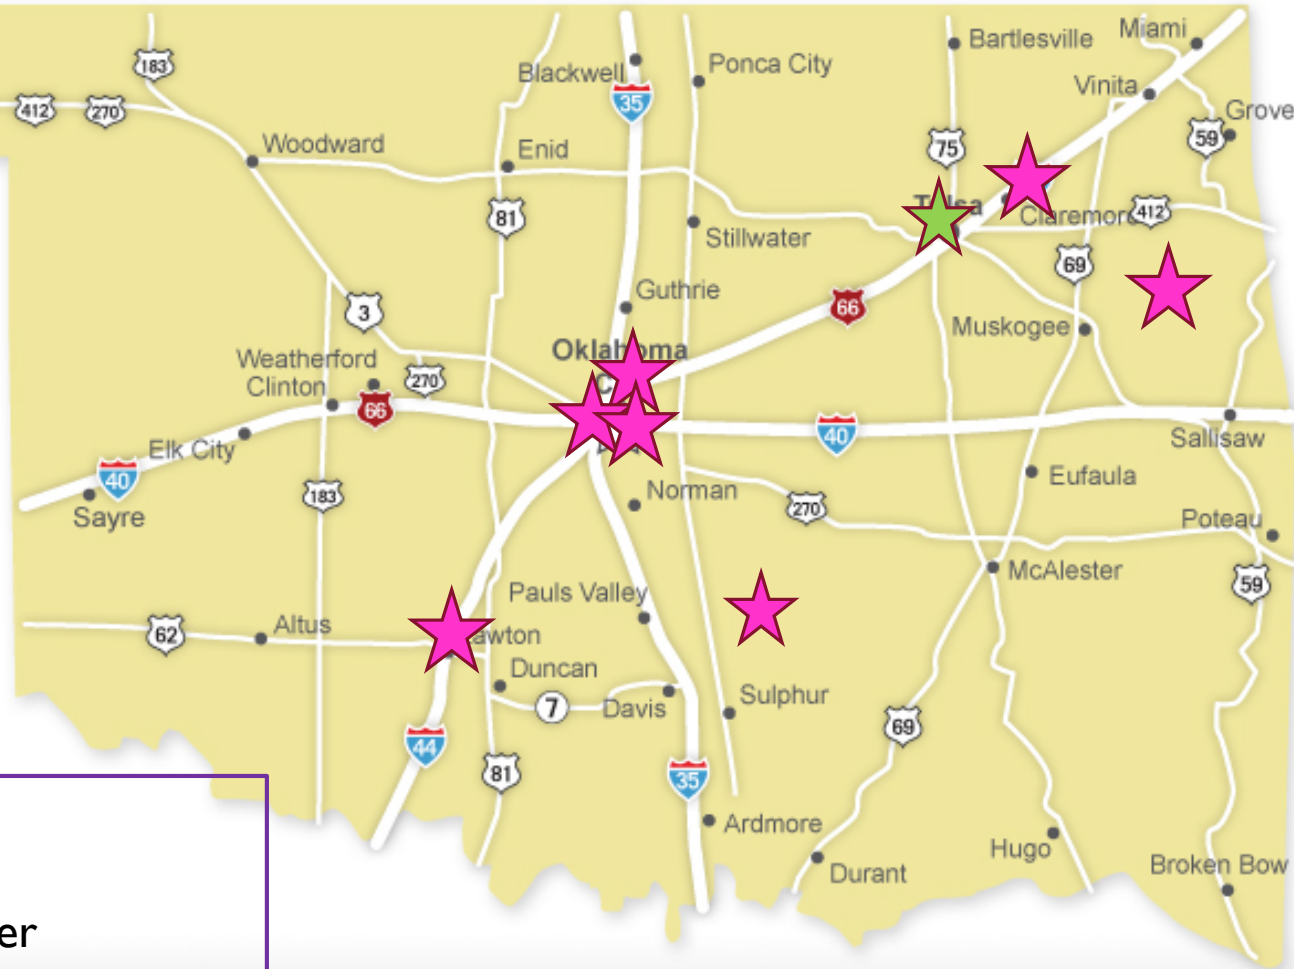 Miami
Bartlesville
Blackwell
Ponca City
183
Vinita
35
412
270
Grove
59
Woodward
Enid
75
Tulsa
Claremore
412
81
Stillwater
69
Guthrie
3
66
Muskogee
Oklahoma
Weatherford
Clinton
270
66
40
Sallisaw
Elk City
40
Eufaula
183
Norman
270
Sayre
Poteau
McAlester
59
Pauls Valley
62
Altus
Lawton
Duncan
7
Davis
Sulphur
69
44
81
35
Ardmore
Hugo
Broken Bow
Durant
er